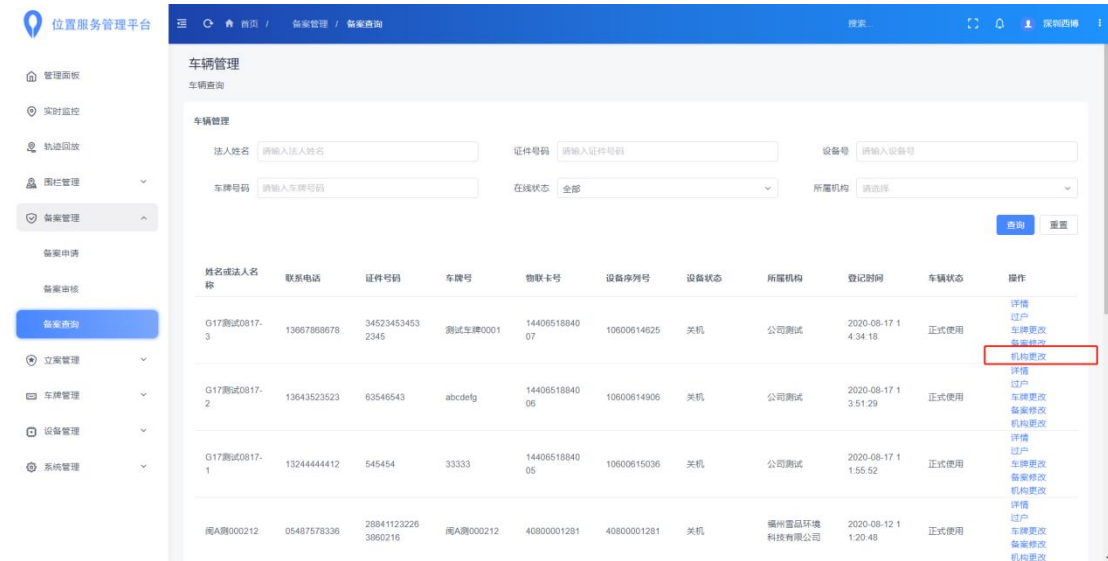 位置服务管理平台
首页 / 备案管理 / 备案查询
搜索...
深圳西博
管理面板
实时监控
轨迹回放
围栏管理
备案管理
备案申请
备案审核
备案查询
立案管理
车牌管理
设备管理
系统管理
车辆管理
车辆查询
车辆管理
法人姓名 请输入法人姓名 证件号码 请输入证件号码 设备号 请输入设备号
车牌号码 请输入车牌号码 在线状态 全部 所属机构 请选择
查询 重置
姓名或法人名称 联系电话 证件号码 车牌号 物联卡号 设备序列号 设备状态 所属机构 登记时间 车辆状态 操作
G17测试0817-3 13667868678 345234534532345 测试车牌0001 1440651884007 10600614625 关机 公司测试 2020-08-17 14:34:18 正式使用
详情
过户
车牌更改
备案修改
机构更改
G17测试0817-2 13643523523 63546543 abcdefg 1440651884006 10600614906 关机 公司测试 2020-08-17 13:51:29 正式使用
详情
过户
车牌更改
备案修改
机构更改
G17测试0817-1 13244444412 545454 33333 1440651884005 10600615036 关机 公司测试 2020-08-17 11:55:52 正式使用
详情
过户
车牌更改
备案修改
机构更改
闽A测000212 05487578336 288411232263860216 闽A测000212 40800001281 40800001281 关机 福州雪品环境科技有限公司 2020-08-12 11:20:48 正式使用
详情
过户
车牌更改
备案修改
机构更改